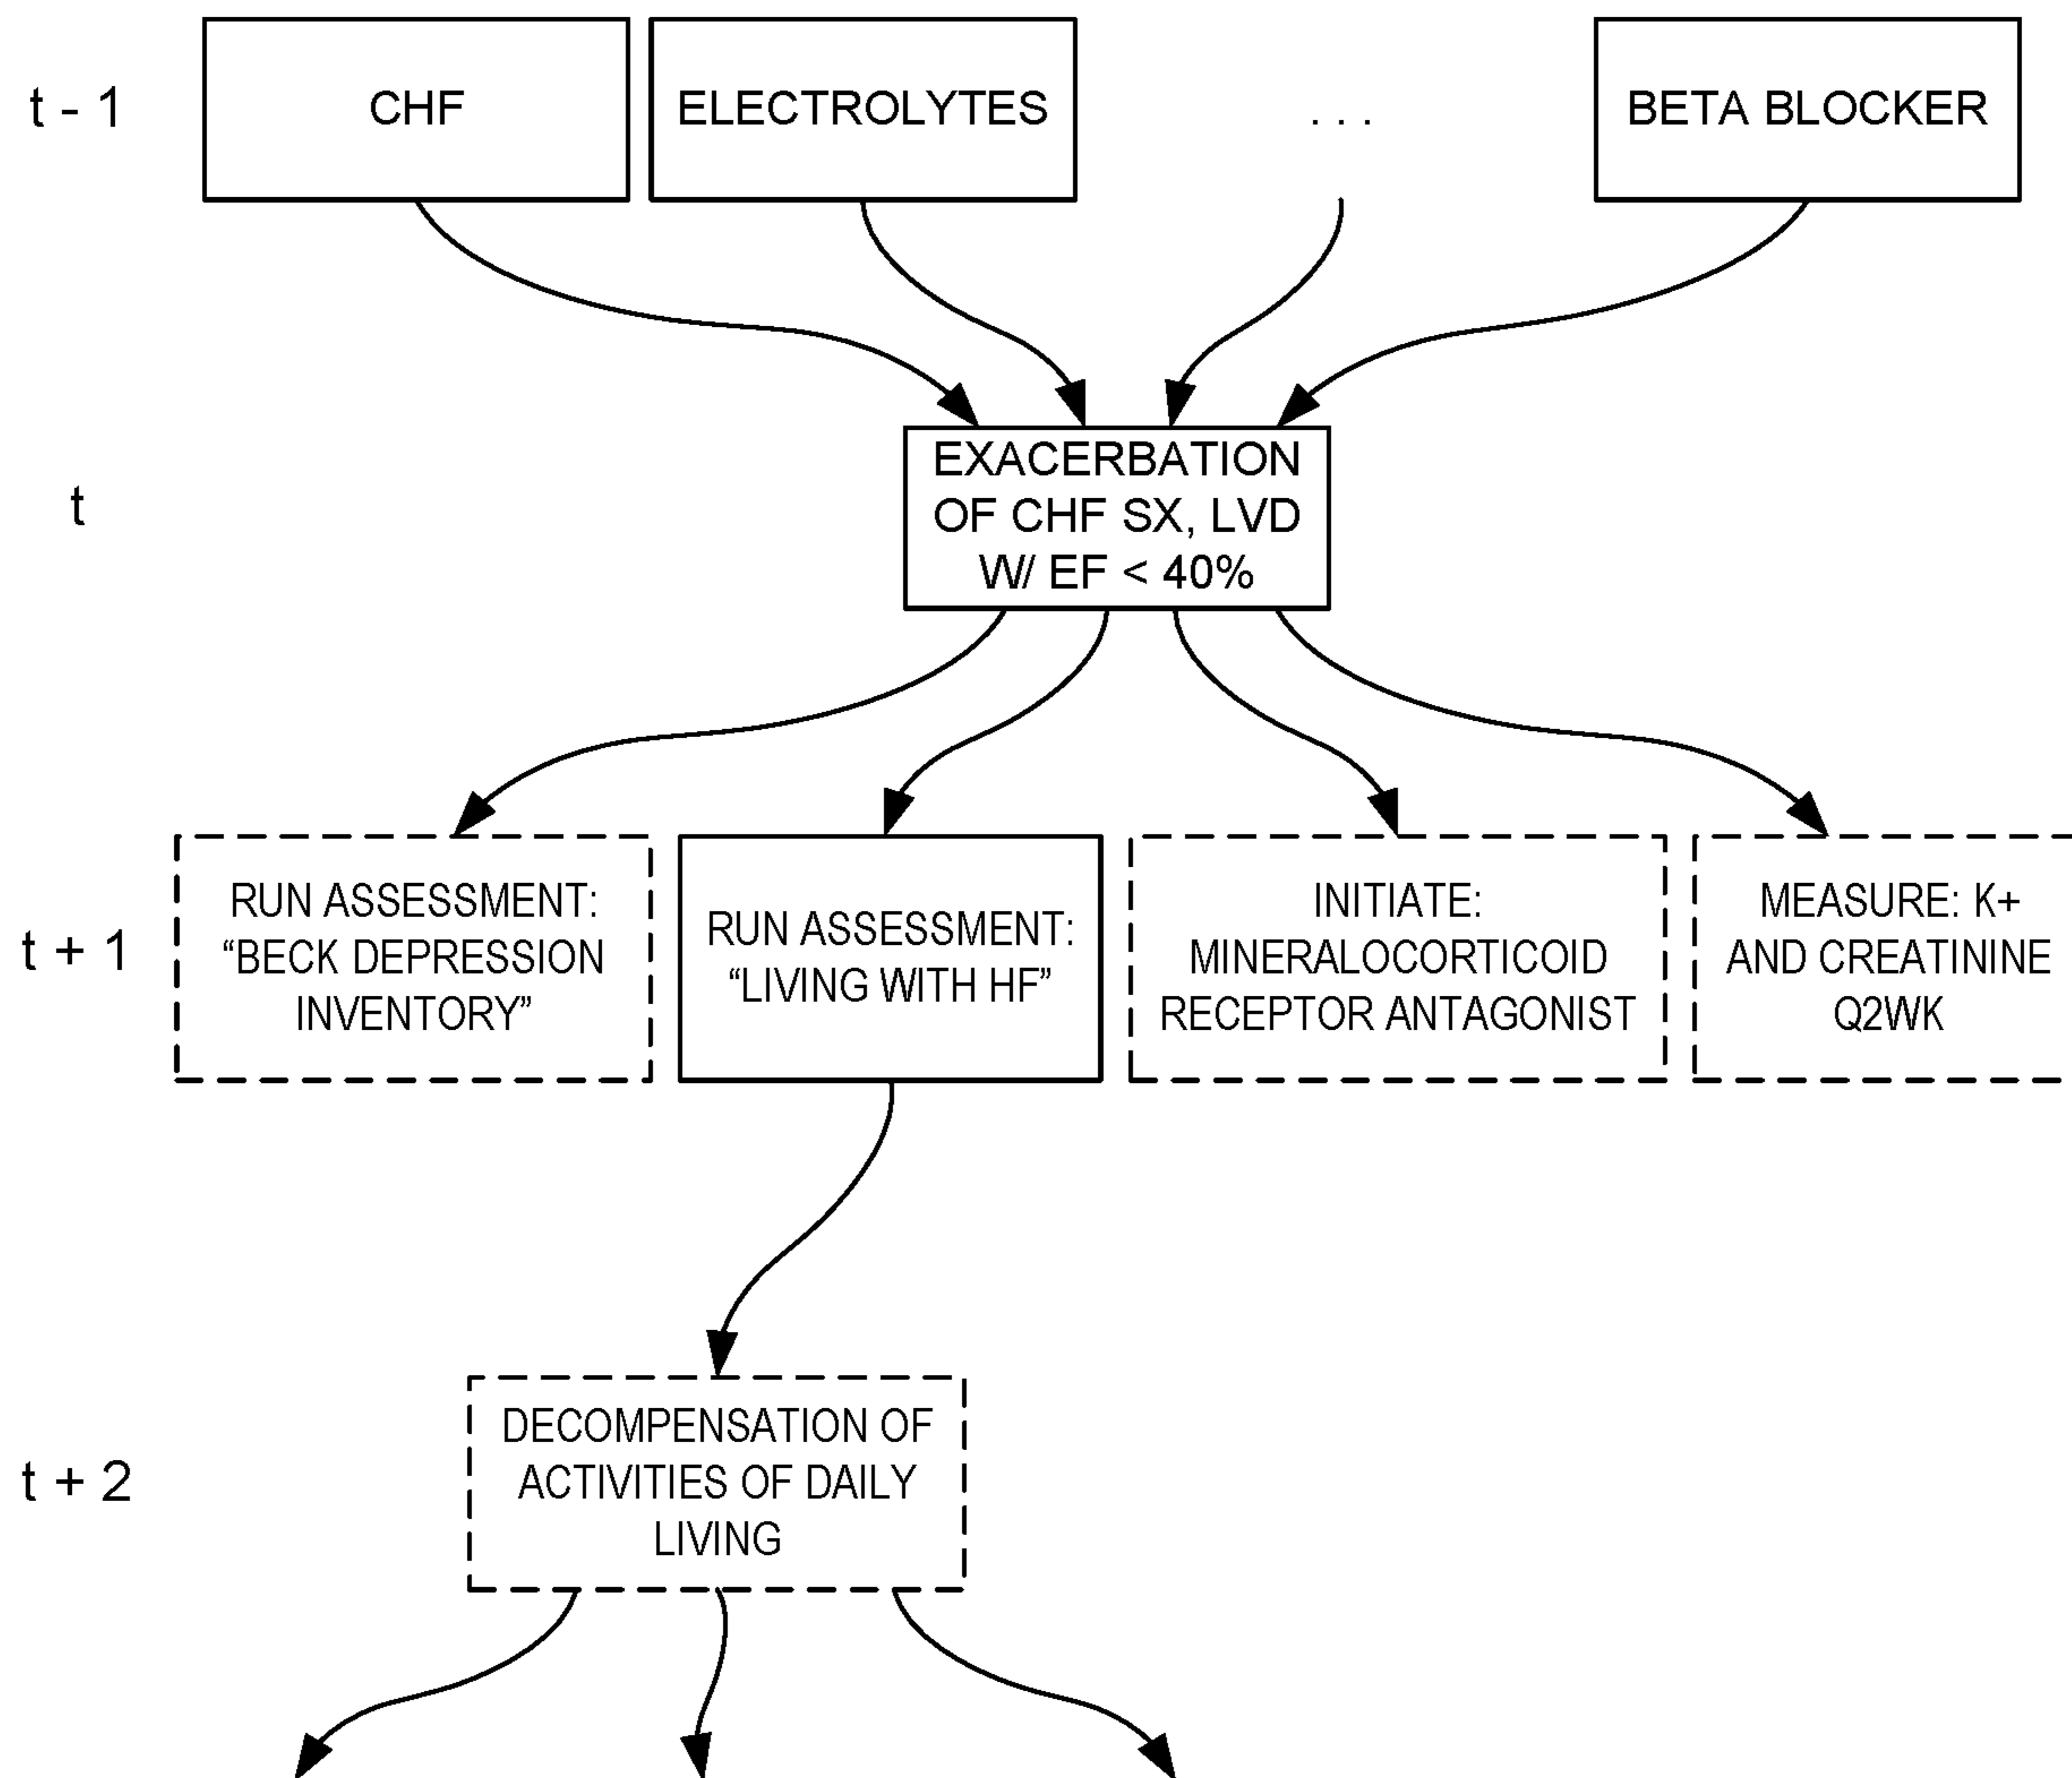 t - 1
CHF
ELECTROLYTES
. . .
BETA BLOCKER
t
EXACERBATION
OF CHF SX, LVD
W/ EF < 40%
t + 1
RUN ASSESSMENT:
“BECK DEPRESSION
INVENTORY”
RUN ASSESSMENT:
“LIVING WITH HF”
INITIATE:
MINERALOCORTICOID
RECEPTOR ANTAGONIST
MEASURE: K+
AND CREATININE
Q2WK
t + 2
DECOMPENSATION OF
ACTIVITIES OF DAILY
LIVING